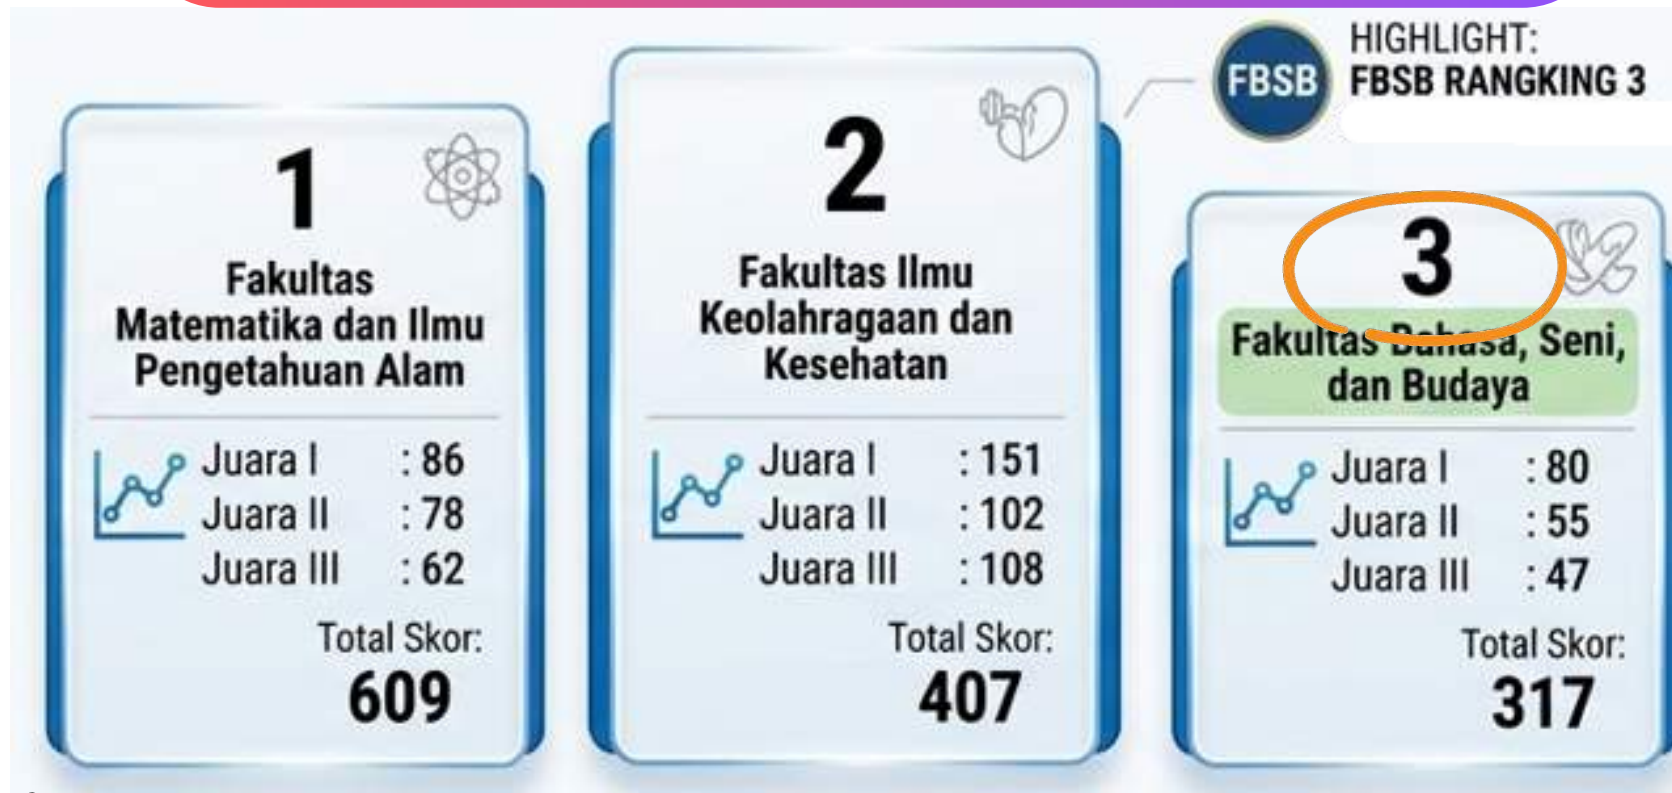 FBSB
HIGHLIGHT:
FBSB RANGKING 3
1
Fakultas
Matematika dan Ilmu
Pengetahuan Alam
Juara I : 86
Juara II : 78
Juara III : 62
Total Skor:
609
2
Fakultas Ilmu
Keolahragaan dan
Kesehatan
Juara I : 151
Juara II : 102
Juara III : 108
Total Skor:
407
3
Fakultas Bahasa, Seni,
dan Budaya
Juara I : 80
Juara II : 55
Juara III : 47
Total Skor:
317